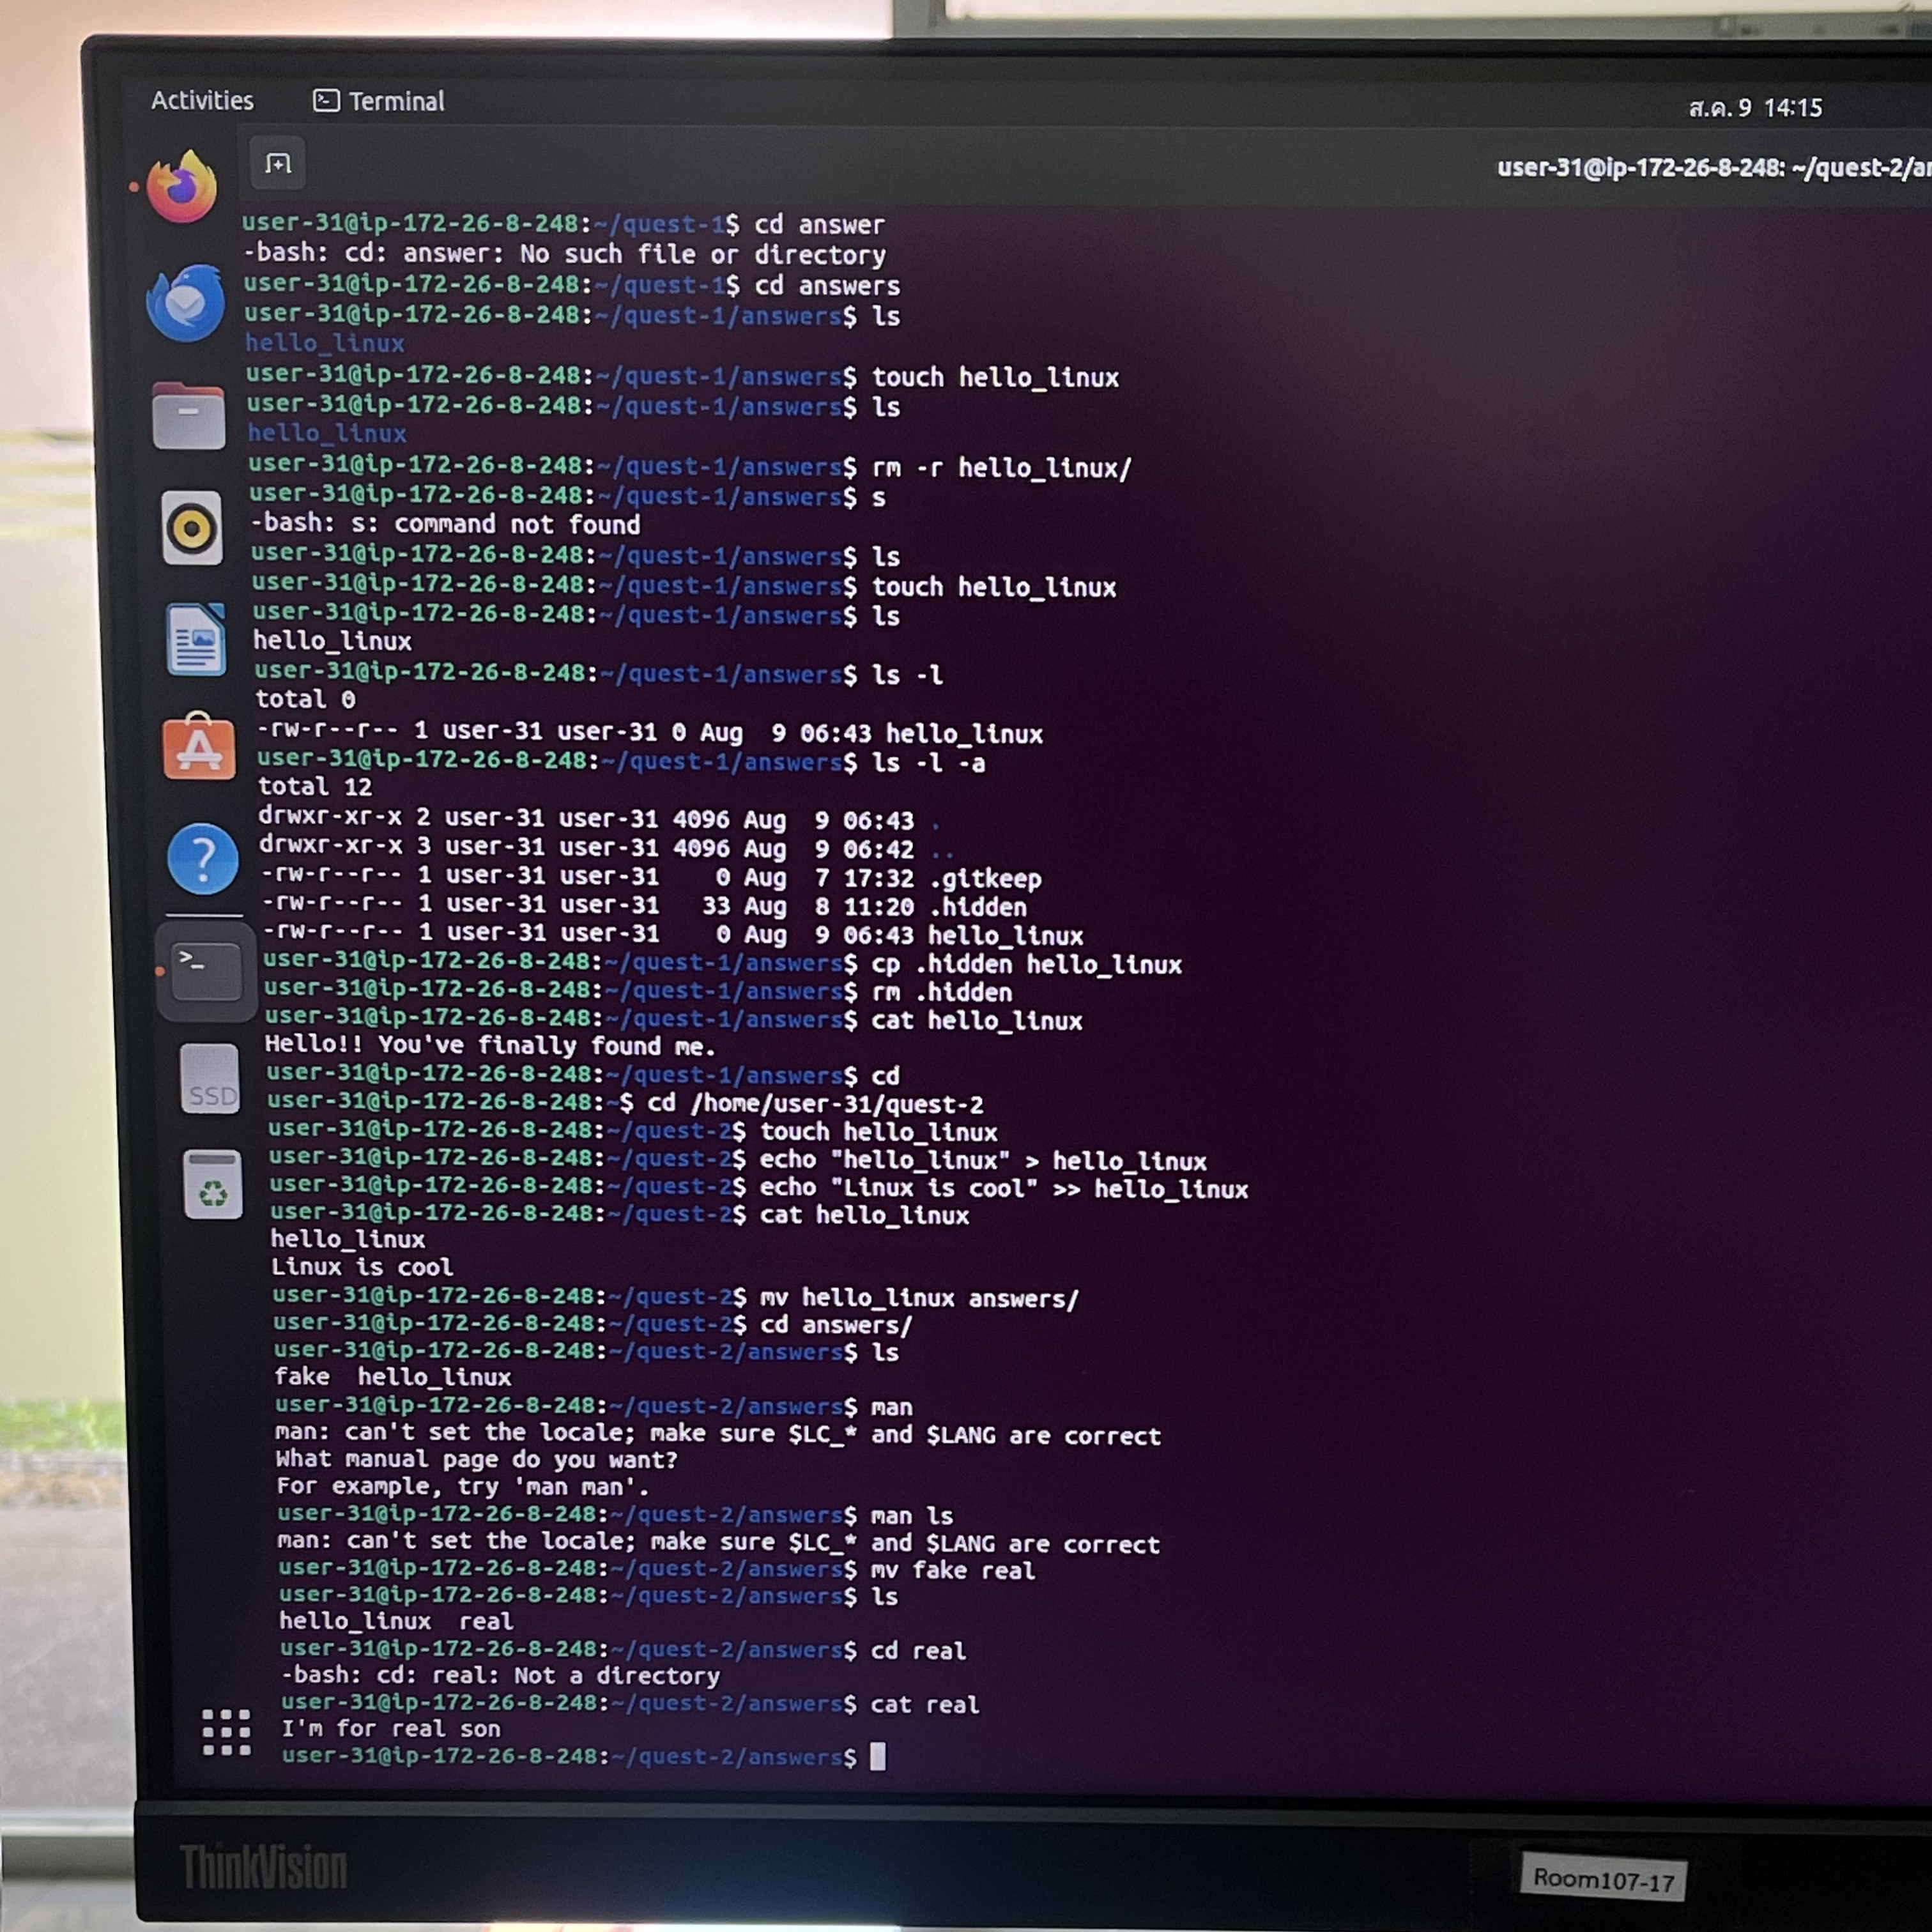 Activities Terminal ส.ค. 9 14:15
user-31@ip-172-26-8-248: ~/quest-2/
user-31@ip-172-26-8-248:~/quest-1$ cd answer
-bash: cd: answer: No such file or directory
user-31@ip-172-26-8-248:~/quest-1$ cd answers
user-31@ip-172-26-8-248:~/quest-1/answers$ ls
hello_linux
user-31@ip-172-26-8-248:~/quest-1/answers$ touch hello_linux
user-31@ip-172-26-8-248:~/quest-1/answers$ ls
hello_linux
user-31@ip-172-26-8-248:~/quest-1/answers$ rm -r hello_linux/
user-31@ip-172-26-8-248:~/quest-1/answers$ s
-bash: s: command not found
user-31@ip-172-26-8-248:~/quest-1/answers$ ls
user-31@ip-172-26-8-248:~/quest-1/answers$ touch hello_linux
user-31@ip-172-26-8-248:~/quest-1/answers$ ls
hello_linux
user-31@ip-172-26-8-248:~/quest-1/answers$ ls -l
total 0
-rw-r--r-- 1 user-31 user-31 0 Aug  9 06:43 hello_linux
user-31@ip-172-26-8-248:~/quest-1/answers$ ls -l -a
total 12
drwxr-xr-x 2 user-31 user-31 4096 Aug  9 06:43 .
drwxr-xr-x 3 user-31 user-31 4096 Aug  9 06:42 ..
-rw-r--r-- 1 user-31 user-31    0 Aug  7 17:32 .gitkeep
-rw-r--r-- 1 user-31 user-31   33 Aug  8 11:20 .hidden
-rw-r--r-- 1 user-31 user-31    0 Aug  9 06:43 hello_linux
user-31@ip-172-26-8-248:~/quest-1/answers$ cp .hidden hello_linux
user-31@ip-172-26-8-248:~/quest-1/answers$ rm .hidden
user-31@ip-172-26-8-248:~/quest-1/answers$ cat hello_linux
Hello!! You've finally found me.
user-31@ip-172-26-8-248:~/quest-1/answers$ cd
user-31@ip-172-26-8-248:~$ cd /home/user-31/quest-2
user-31@ip-172-26-8-248:~/quest-2$ touch hello_linux
user-31@ip-172-26-8-248:~/quest-2$ echo "hello_linux" > hello_linux
user-31@ip-172-26-8-248:~/quest-2$ echo "Linux is cool" >> hello_linux
user-31@ip-172-26-8-248:~/quest-2$ cat hello_linux
hello_linux
Linux is cool
user-31@ip-172-26-8-248:~/quest-2$ mv hello_linux answers/
user-31@ip-172-26-8-248:~/quest-2$ cd answers/
user-31@ip-172-26-8-248:~/quest-2/answers$ ls
fake  hello_linux
user-31@ip-172-26-8-248:~/quest-2/answers$ man
man: can't set the locale; make sure $LC_* and $LANG are correct
What manual page do you want?
For example, try 'man man'.
user-31@ip-172-26-8-248:~/quest-2/answers$ man ls
man: can't set the locale; make sure $LC_* and $LANG are correct
user-31@ip-172-26-8-248:~/quest-2/answers$ mv fake real
user-31@ip-172-26-8-248:~/quest-2/answers$ ls
hello_linux  real
user-31@ip-172-26-8-248:~/quest-2/answers$ cd real
-bash: cd: real: Not a directory
user-31@ip-172-26-8-248:~/quest-2/answers$ cat real
I'm for real son
user-31@ip-172-26-8-248:~/quest-2/answers$
SSD
ThinkVision
Room107-17